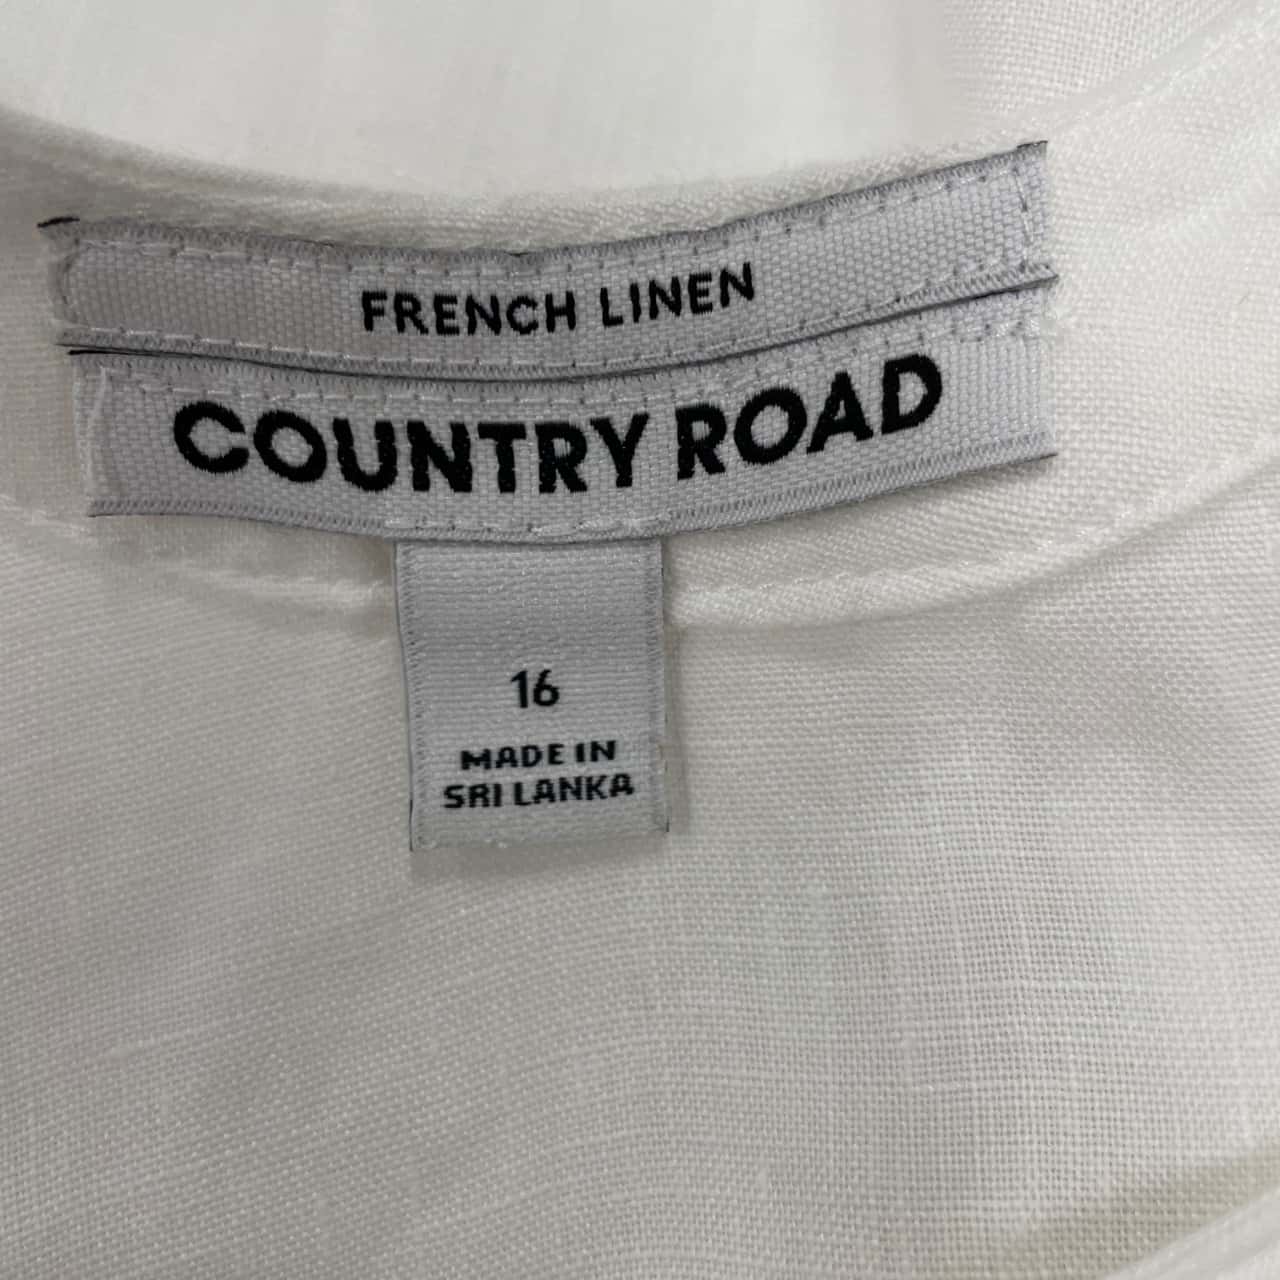 FRENCH LINEN
COUNTRY ROAD
16
MADE IN
SRI LANKA